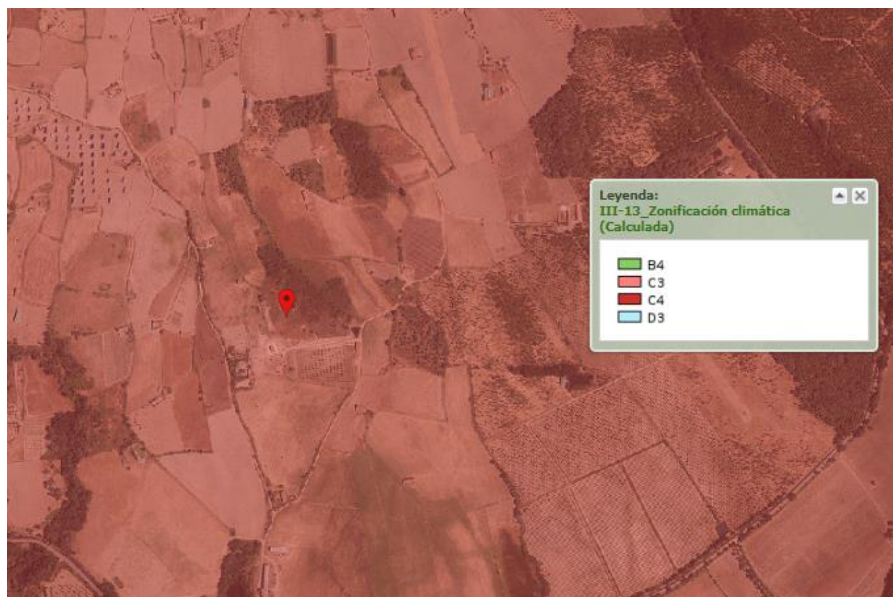 Leyenda:
III-13_Zonificación climática
(Calculada)
B4
C3
C4
D3